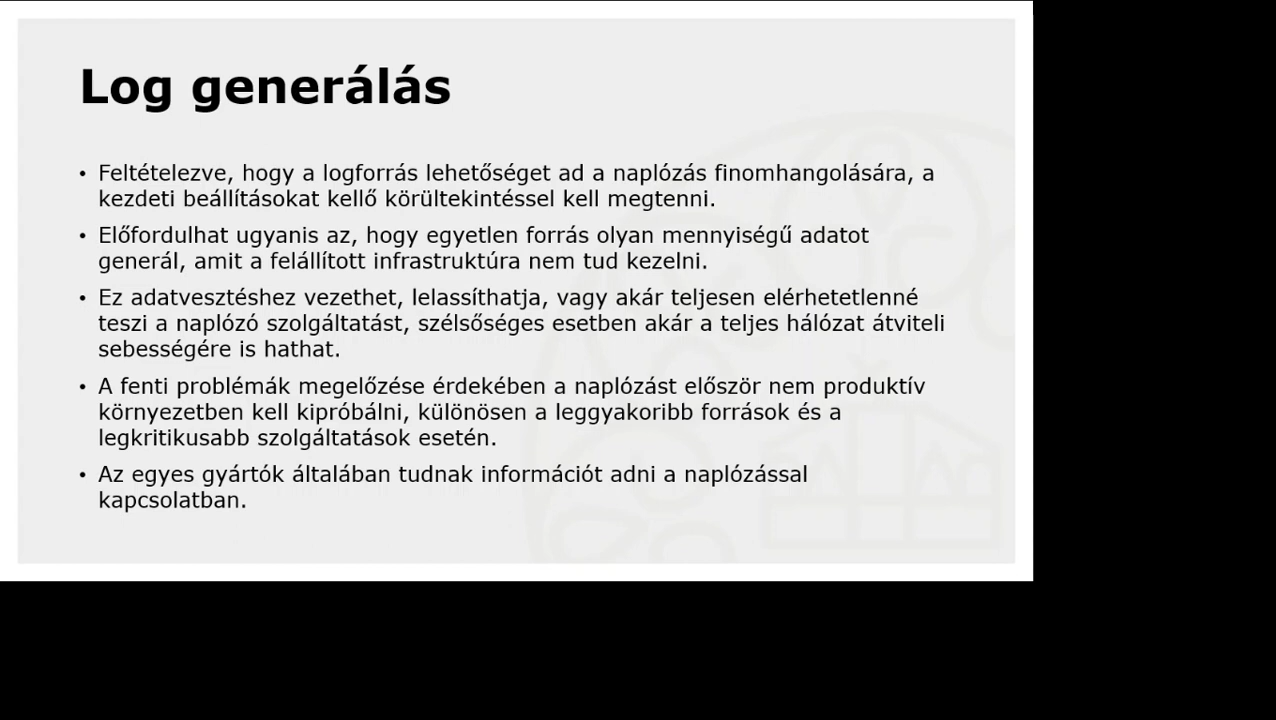 Log generálás
• Feltételezve, hogy a logforrás lehetőséget ad a naplózás finomhangolására, a
kezdeti beállításokat kellő körültekintéssel kell megtenni.
• Előfordulhat ugyanis az, hogy egyetlen forrás olyan mennyiségű adatot
generál, amit a felállított infrastruktúra nem tud kezelni.
• Ez adatvesztéshez vezethet, lelassíthatja, vagy akár teljesen elérhetetlenné
teszi a naplózó szolgáltatást, szélsőséges esetben akár a teljes hálózat átviteli
sebességére is hathat.
• A fenti problémák megelőzése érdekében a naplózást először nem produktív
környezetben kell kipróbálni, különösen a leggyakoribb források és a
legkritikusabb szolgáltatások esetén.
• Az egyes gyártók általában tudnak információt adni a naplózással
kapcsolatban.